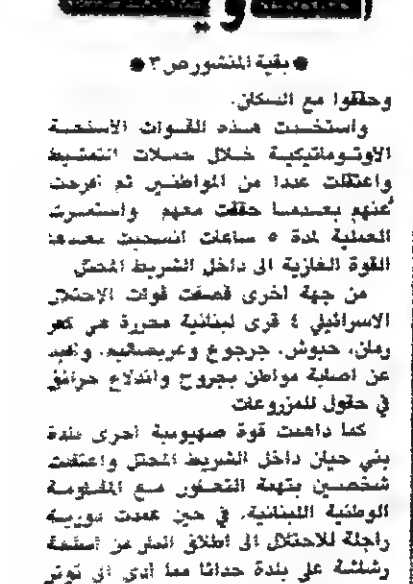 ● بقية المنشور ص ٣ ●
وحققوا مع السكان.
واستخدمت هذه القوات الاسلحة
الاوتوماتيكية خلال حملات التمشيط
واعتقلت عددا من المواطنين ثم افرجت
عنهم بعدما حققت معهم واستمرت
العملية لمدة ٥ ساعات انسحبت بعدها
القوة الغازية الى داخل الشريط المحتل
من جهة اخرى قصفت قوات الاحتلال
الاسرائيلي ٤ قرى لبنانية محررة هي كفر
رمان، حبوش، جرجوع وعربصاليم. وافيد
عن اصابة مواطن بجروح واندلاع حرائق
في حقول للمزروعات
كما داهمت قوة صهيونية اخرى بلدة
بني حيان داخل الشريط المحتل واعتقلت
شخصين بتهمة التعاون مع المقاومة
الوطنية اللبنانية. في حين عمدت دورية
راجلة للاحتلال الى اطلاق النار من اسلحة
رشاشة على بلدة حداثا مما ادى الى توتر